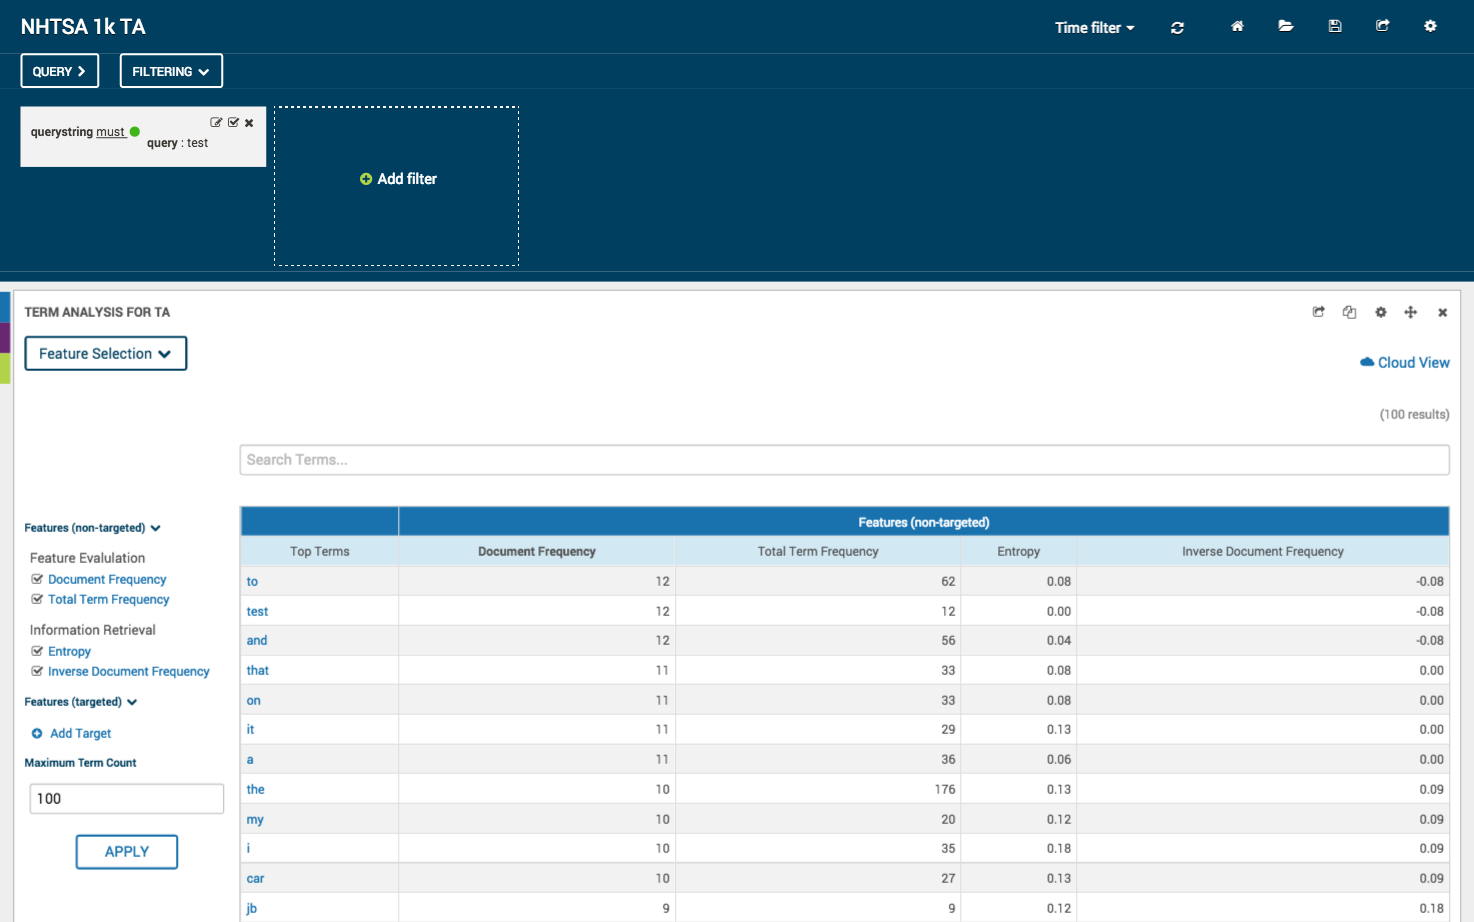 NHTSA 1k TA
Time filter
QUERY
FILTERING
querystring must
query : test
Add filter
TERM ANALYSIS FOR TA
Feature Selection
Cloud View
(100 results)
Search Terms...
Features (non-targeted)
Feature Evalulation
Document Frequency
Total Term Frequency
Information Retrieval
Entropy
Inverse Document Frequency
Features (targeted)
Add Target
Maximum Term Count
100
APPLY
Features (non-targeted)
Top Terms Document Frequency Total Term Frequency Entropy Inverse Document Frequency
to 12 62 0.08 -0.08
test 12 12 0.00 -0.08
and 12 56 0.04 -0.08
that 11 33 0.08 0.00
on 11 33 0.08 0.00
it 11 29 0.13 0.00
a 11 36 0.06 0.00
the 10 176 0.13 0.09
my 10 20 0.12 0.09
i 10 35 0.18 0.09
car 10 27 0.13 0.09
jb 9 9 0.12 0.18